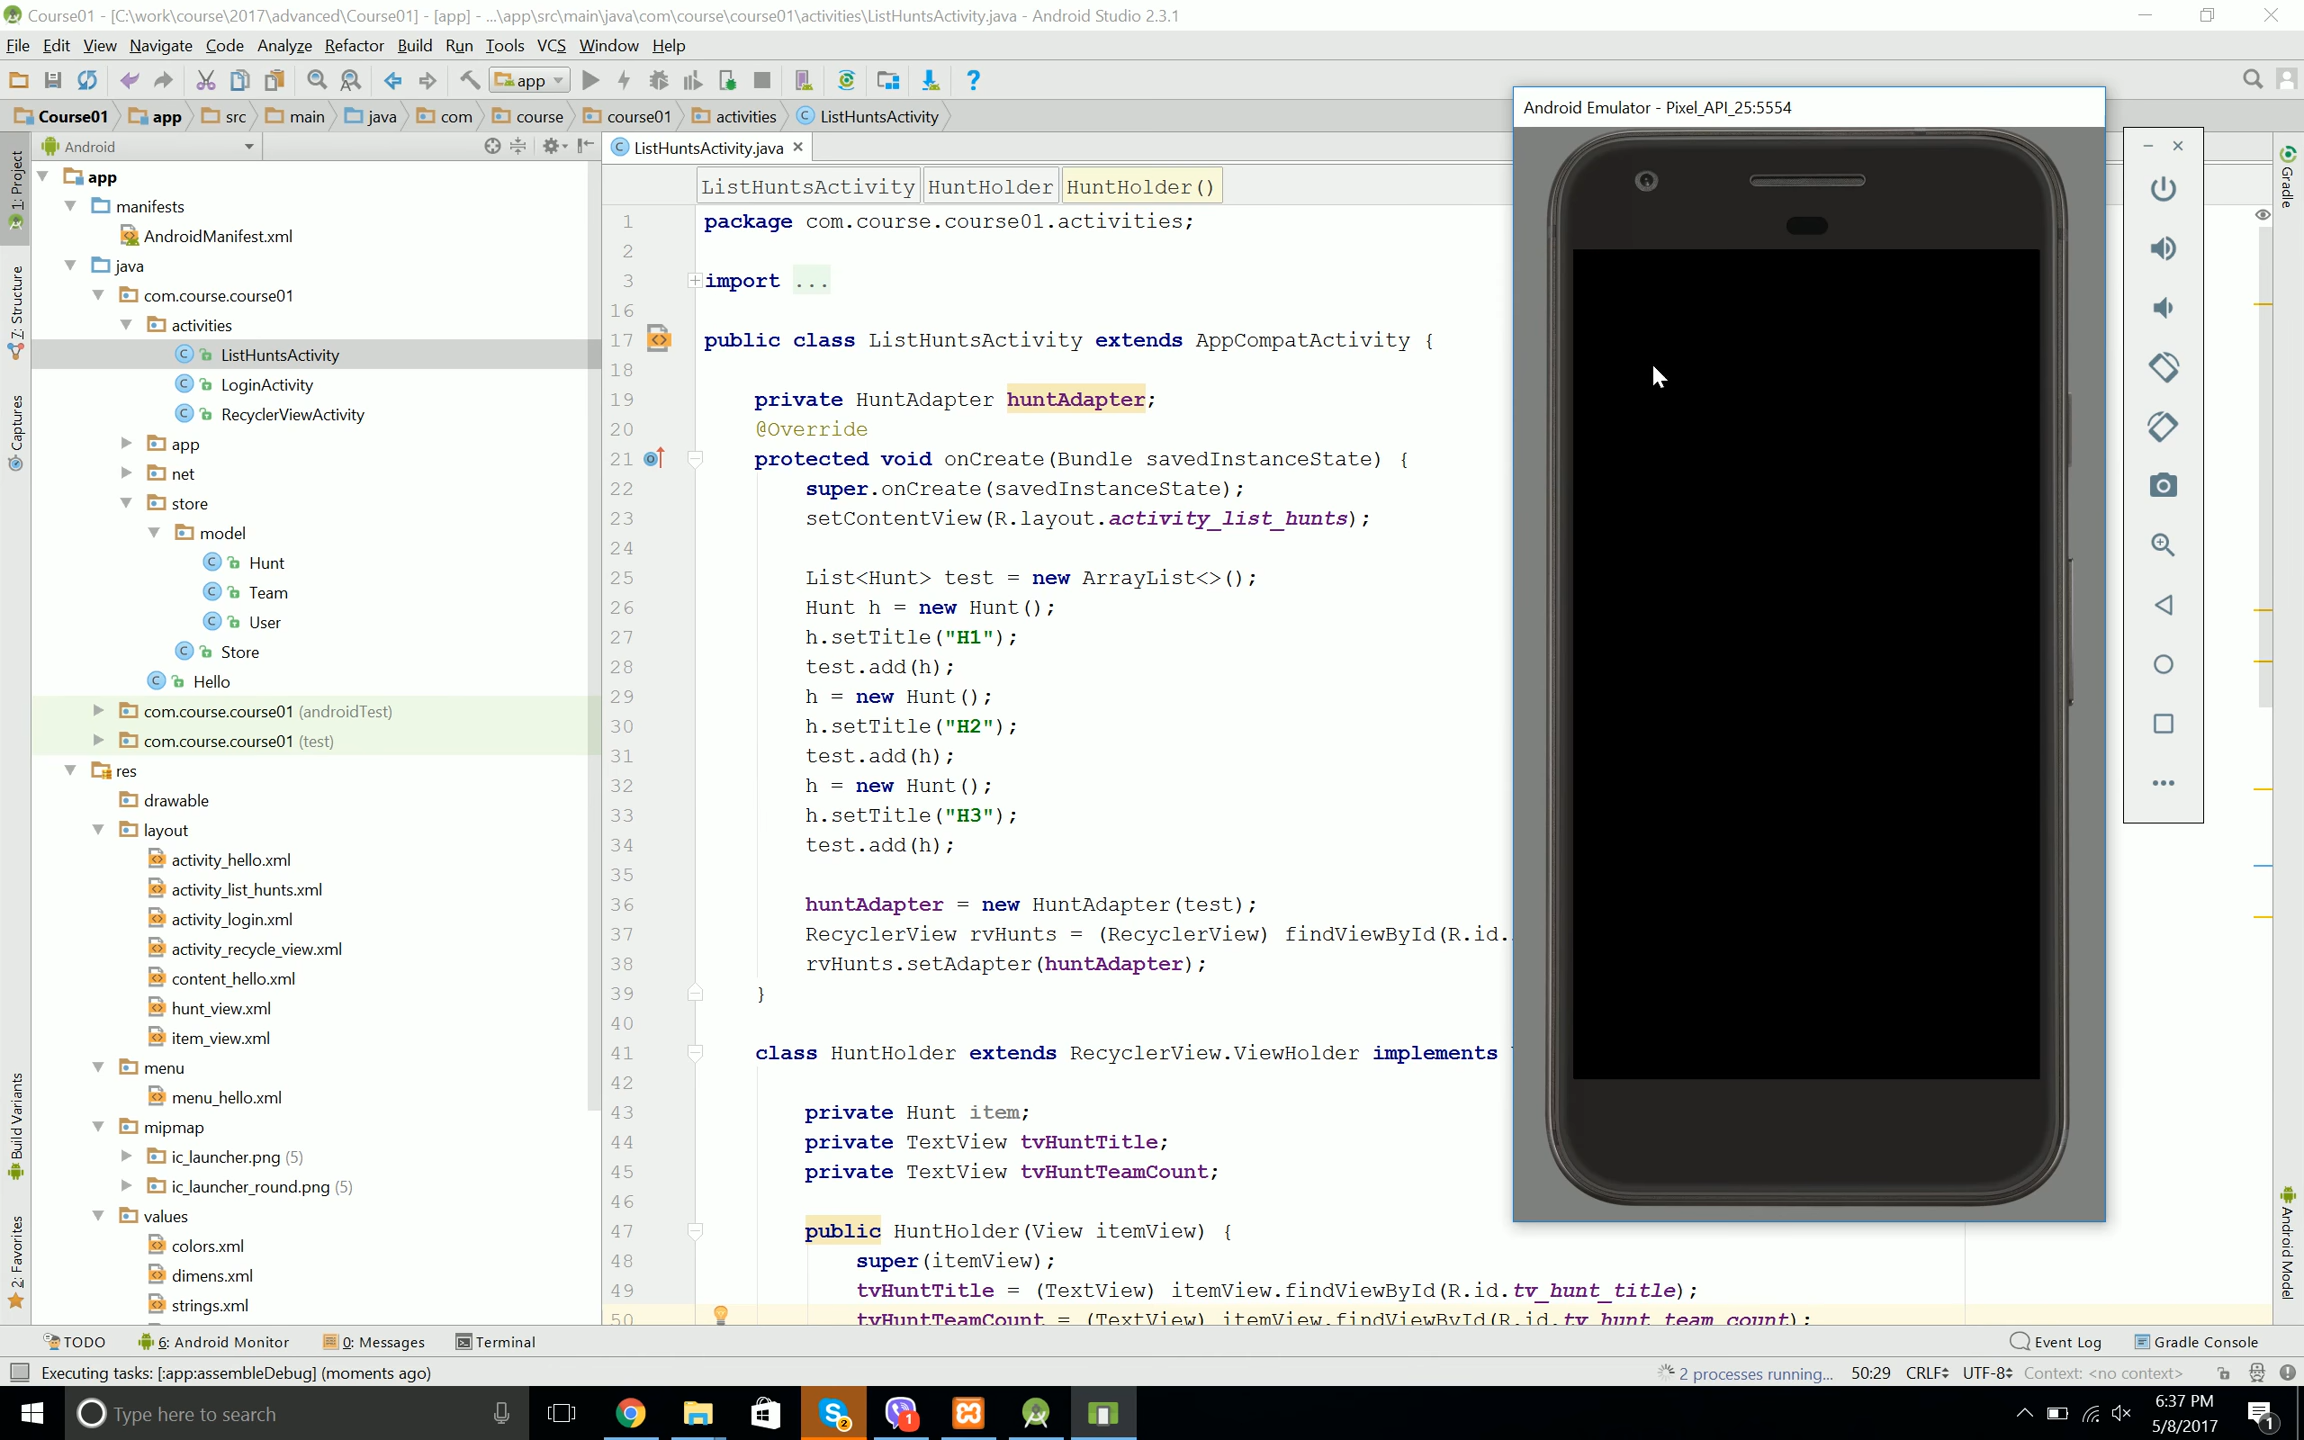 Course01 - [C:\work\course\2017\advanced\Course01] - [app] - ...\app\src\main\java\com\course\course01\activities\ListHuntsActivity.java - Android Studio 2.3.1
File Edit View Navigate Code Analyze Refactor Build Run Tools VCS Window Help
app
Course01 app src main java com course course01 activities ListHuntsActivity
Android Emulator - Pixel_API_25:5554
Android
ListHuntsActivity.java
ListHuntsActivity HuntHolder HuntHolder()
1: Project
7: Structure
Captures
Build Variants
2: Favorites
app
manifests
AndroidManifest.xml
java
com.course.course01
activities
ListHuntsActivity
LoginActivity
RecyclerViewActivity
app
net
store
model
Hunt
Team
User
Store
Hello
com.course.course01 (androidTest)
com.course.course01 (test)
res
drawable
layout
activity_hello.xml
activity_list_hunts.xml
activity_login.xml
activity_recycle_view.xml
content_hello.xml
hunt_view.xml
item_view.xml
menu
menu_hello.xml
mipmap
ic_launcher.png (5)
ic_launcher_round.png (5)
values
colors.xml
dimens.xml
strings.xml
1 package com.course.course01.activities;
2
3 import ...
16
17 public class ListHuntsActivity extends AppCompatActivity {
18
19 private HuntAdapter huntAdapter;
20 @Override
21 protected void onCreate(Bundle savedInstanceState) {
22 super.onCreate(savedInstanceState);
23 setContentView(R.layout.activity_list_hunts);
24
25 List<Hunt> test = new ArrayList<>();
26 Hunt h = new Hunt();
27 h.setTitle("H1");
28 test.add(h);
29 h = new Hunt();
30 h.setTitle("H2");
31 test.add(h);
32 h = new Hunt();
33 h.setTitle("H3");
34 test.add(h);
35
36 huntAdapter = new HuntAdapter(test);
37 RecyclerView rvHunts = (RecyclerView) findViewById(R.id.
38 rvHunts.setAdapter(huntAdapter);
39 }
40
41 class HuntHolder extends RecyclerView.ViewHolder implements
42
43 private Hunt item;
44 private TextView tvHuntTitle;
45 private TextView tvHuntTeamCount;
46
47 public HuntHolder(View itemView) {
48 super(itemView);
49 tvHuntTitle = (TextView) itemView.findViewById(R.id.tv_hunt_title);
50 tvHuntTeamCount = (TextView) itemView.findViewById(R.id.tv_hunt_team_count);
Gradle
Android Model
TODO 6: Android Monitor 0: Messages Terminal Event Log Gradle Console
Executing tasks: [:app:assembleDebug] (moments ago) 2 processes running... 50:29 CRLF UTF-8 Context: <no context>
Type here to search
2
1
6:37 PM
5/8/2017
1